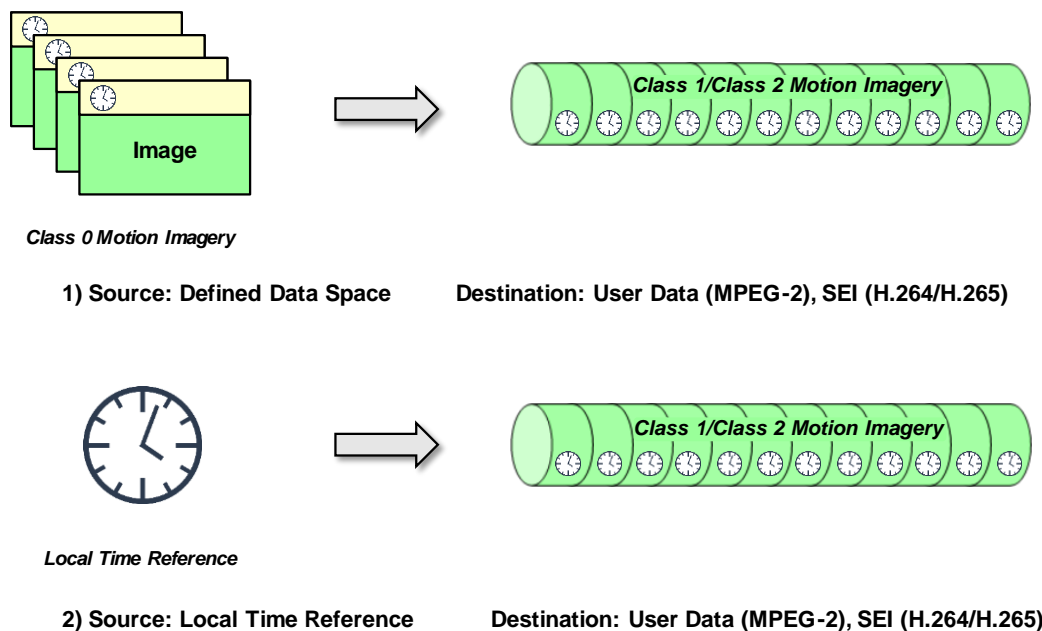 Image
Class 1/Class 2 Motion Imagery
Class 0 Motion Imagery
1) Source: Defined Data Space Destination: User Data (MPEG-2), SEI (H.264/H.265)
Class 1/Class 2 Motion Imagery
Local Time Reference
2) Source: Local Time Reference Destination: User Data (MPEG-2), SEI (H.264/H.265)